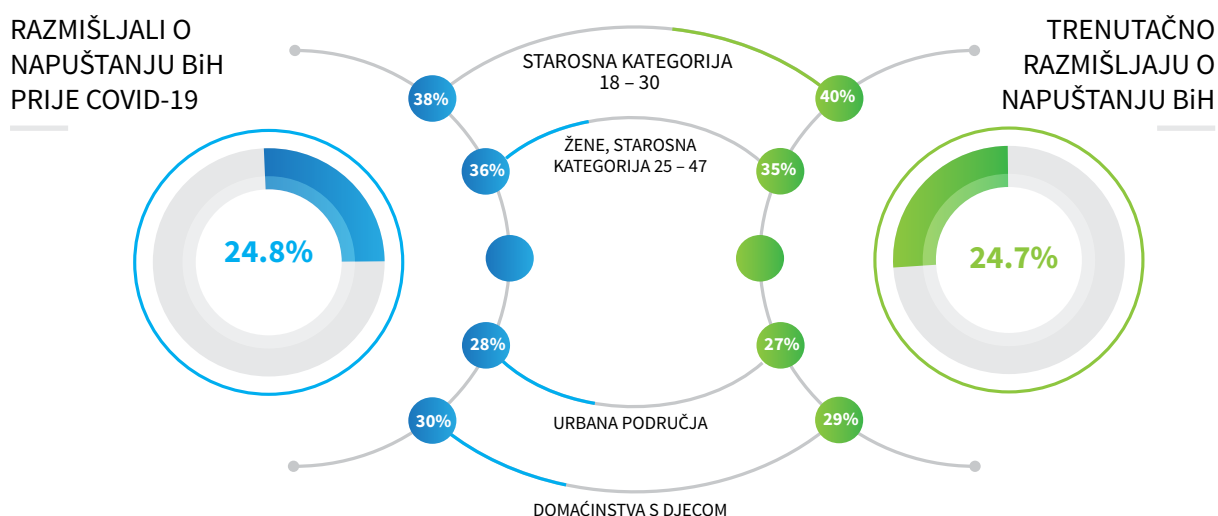 RAZMIŠLJALI O
NAPUŠTANJU BiH
PRIJE COVID-19
24.8%
38%
36%
28%
30%
STAROSNA KATEGORIJA
18 – 30
ŽENE, STAROSNA
KATEGORIJA 25 – 47
URBANA PODRUČJA
DOMAĆINSTVA S DJECOM
40%
35%
27%
29%
TRENUTAČNO
RAZMIŠLJAJU O
NAPUŠTANJU BiH
24.7%